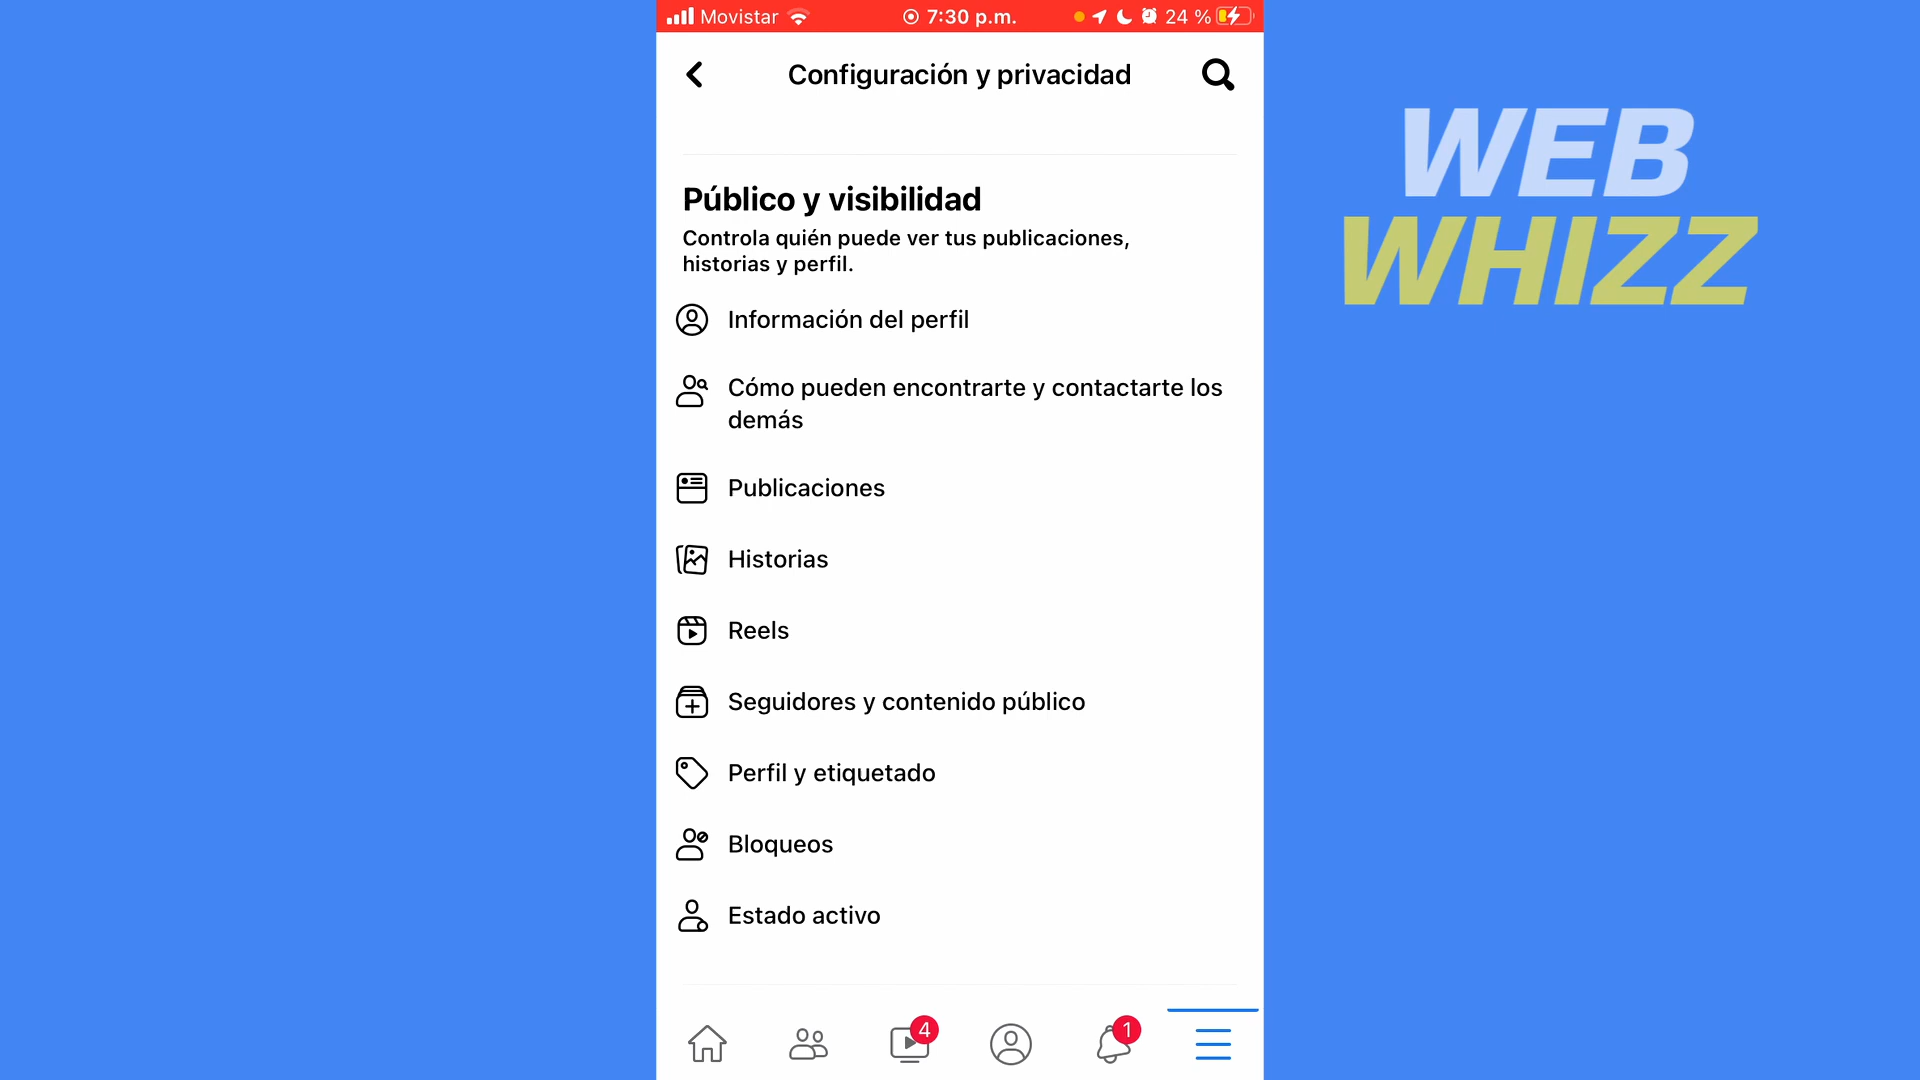 Movistar 7:30 p.m. 24 %
Configuración y privacidad
WEB
WHIZZ
Público y visibilidad
Controla quién puede ver tus publicaciones,
historias y perfil.
Información del perfil
Cómo pueden encontrarte y contactarte los
demás
Publicaciones
Historias
Reels
Seguidores y contenido público
Perfil y etiquetado
Bloqueos
Estado activo
4 1